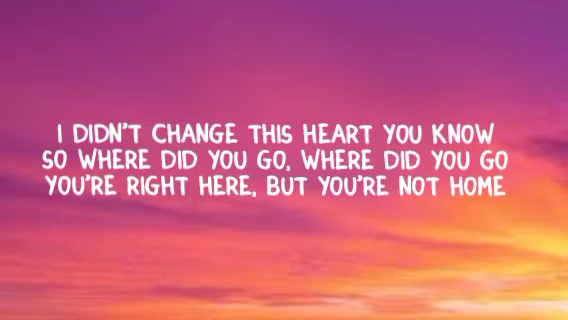 I DIDN'T CHANGE THIS HEART YOU KNOW
SO WHERE DID YOU GO, WHERE DID YOU GO
YOU'RE RIGHT HERE, BUT YOU'RE NOT HOME